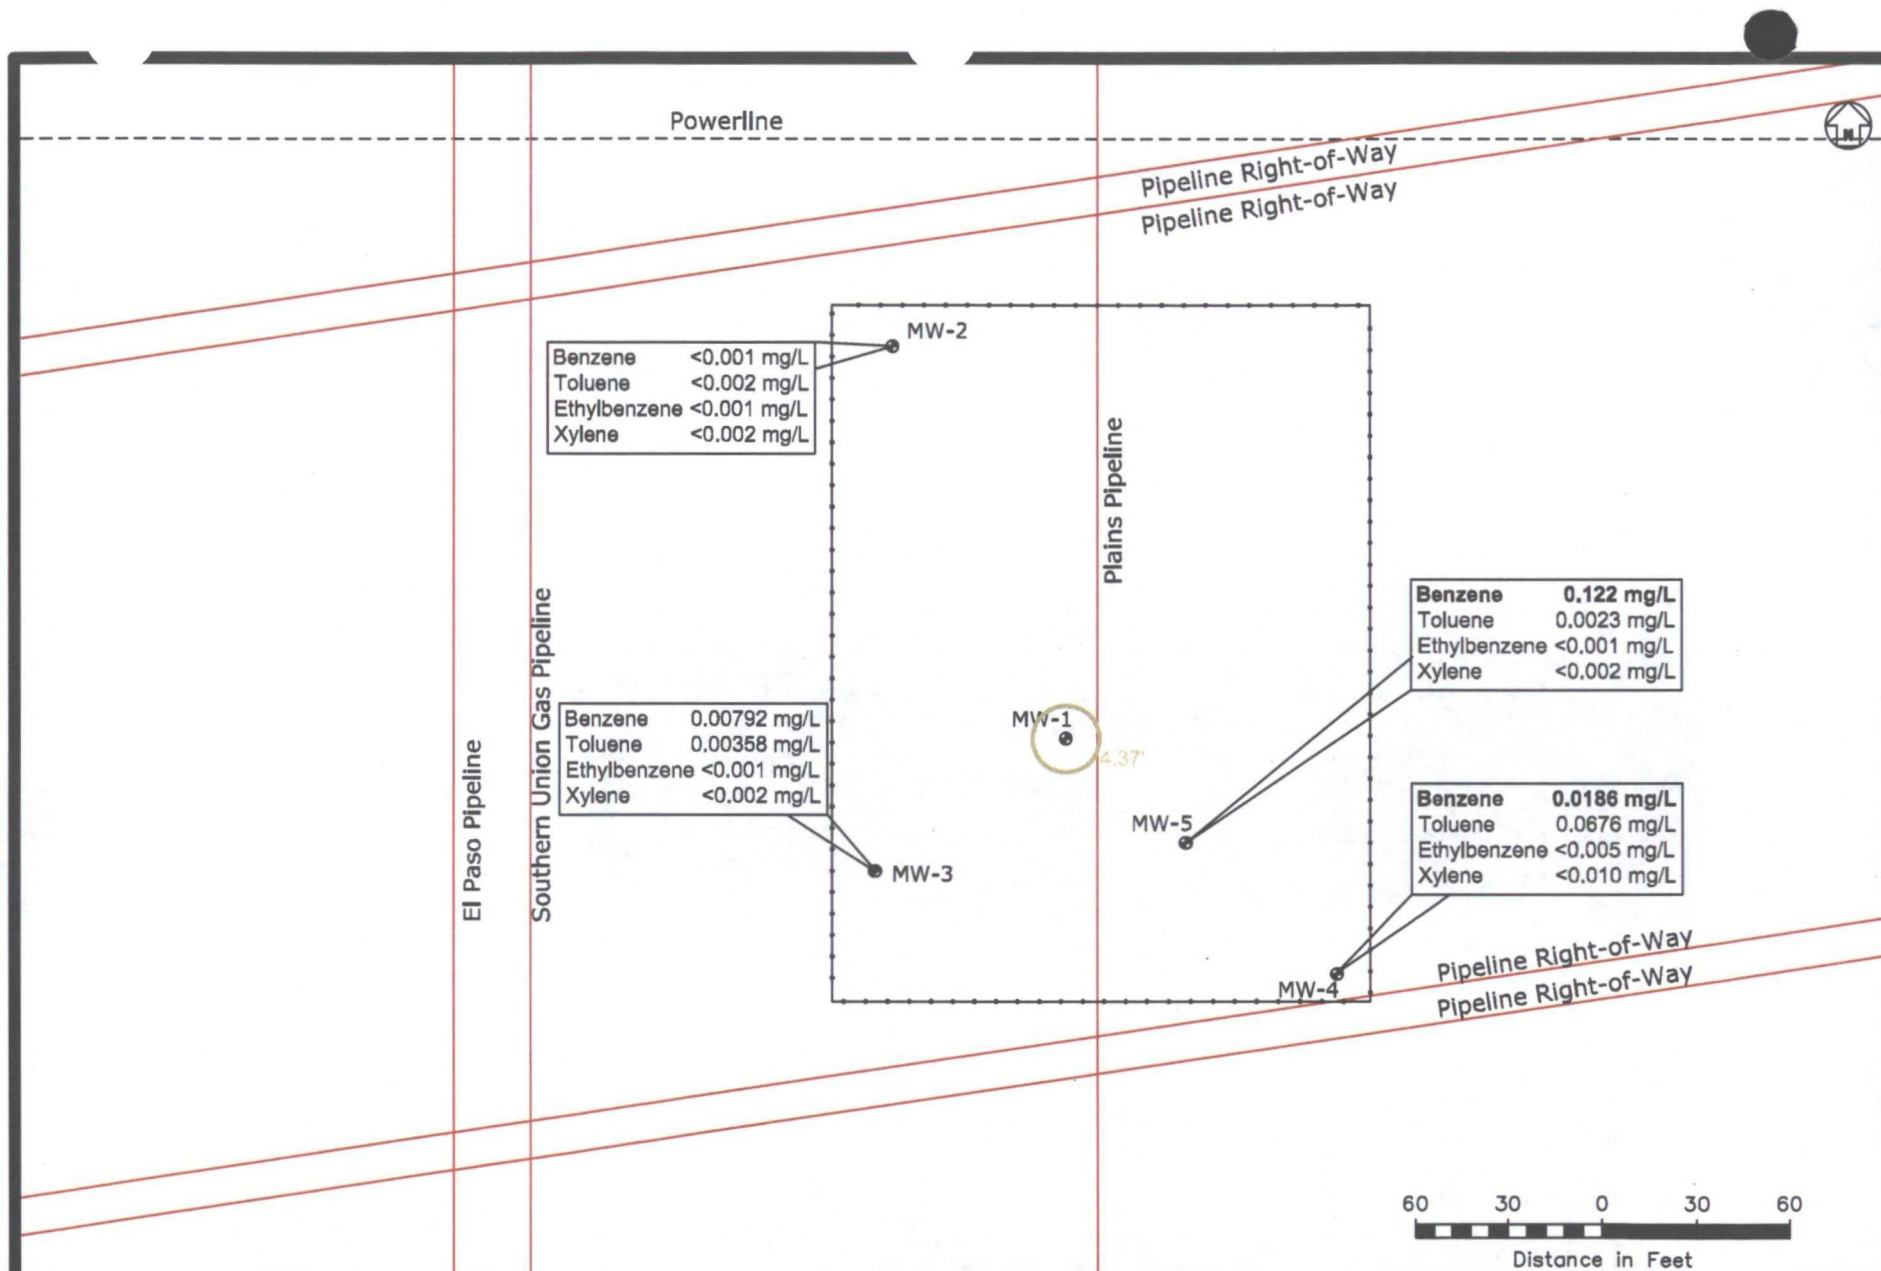 Powerline
N
Pipeline Right-of-Way
Pipeline Right-of-Way
MW-2
Benzene <0.001 mg/L
Toluene <0.002 mg/L
Ethylbenzene <0.001 mg/L
Xylene <0.002 mg/L
Plains Pipeline
Benzene 0.122 mg/L
Toluene 0.0023 mg/L
Ethylbenzene <0.001 mg/L
Xylene <0.002 mg/L
Southern Union Gas Pipeline
El Paso Pipeline
Benzene 0.00792 mg/L
Toluene 0.00358 mg/L
Ethylbenzene <0.001 mg/L
Xylene <0.002 mg/L
MW-1
4.37'
Benzene 0.0186 mg/L
Toluene 0.0676 mg/L
Ethylbenzene <0.005 mg/L
Xylene <0.010 mg/L
MW-5
MW-3
Pipeline Right-of-Way
Pipeline Right-of-Way
MW-4
60 30 0 30 60
Distance in Feet